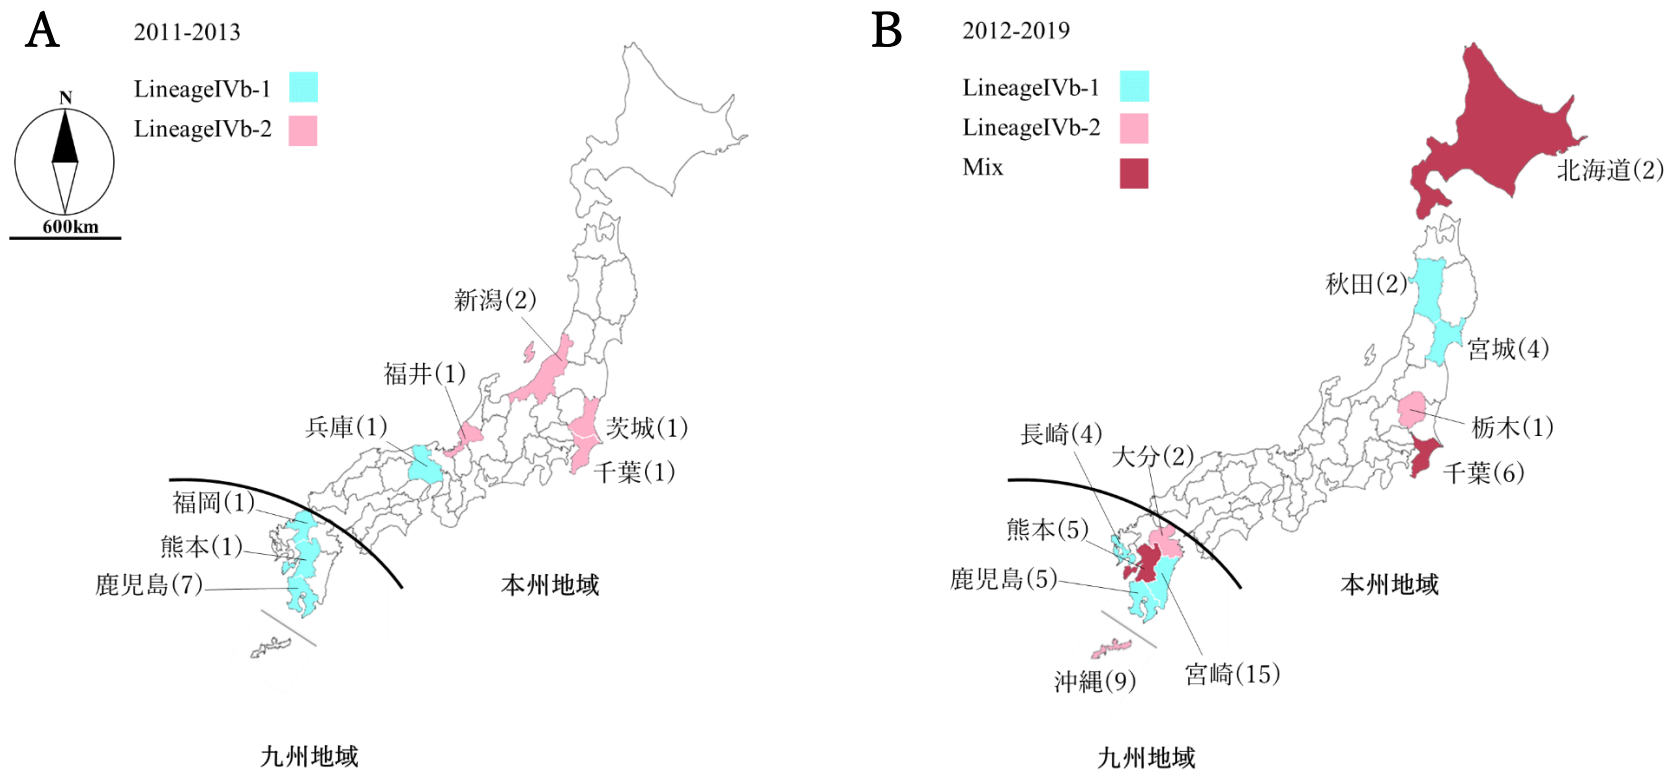 A
2011-2013
LineageIVb-1
LineageIVb-2
N
600km
新潟(2)
福井(1)
兵庫(1)
茨城(1)
千葉(1)
福岡(1)
熊本(1)
鹿児島(7)
本州地域
九州地域
B
2012-2019
LineageIVb-1
LineageIVb-2
Mix
北海道(2)
秋田(2)
宮城(4)
栃木(1)
長崎(4)
大分(2)
千葉(6)
熊本(5)
鹿児島(5)
本州地域
沖縄(9)
宮崎(15)
九州地域